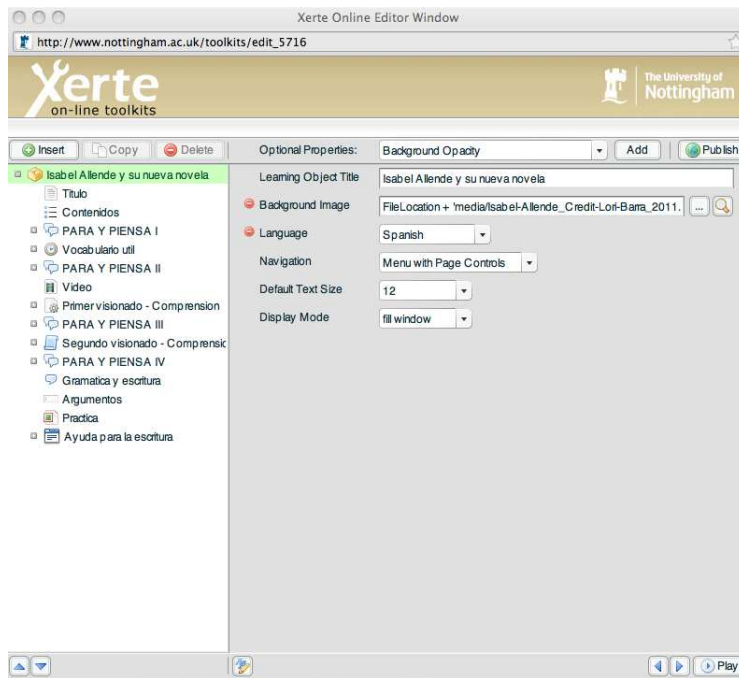 Xerte Online Editor Window
http://www.nottingham.ac.uk/toolkits/edit_5716
Xerte
on-line toolkits
The University of
Nottingham
Insert Copy Delete Optional Properties: Background Opacity Add Publish
Isabel Allende y su nueva novela
Titulo
Contenidos
PARA Y PIENSA I
Vocabulario util
PARA Y PIENSA II
Video
Primer visionado - Comprension
PARA Y PIENSA III
Segundo visionado - Comprensic
PARA Y PIENSA IV
Gramatica y escritura
Argumentos
Practica
Ayuda para la escritura
Learning Object Title Isabel Allende y su nueva novela
Background Image FileLocation + 'media/Isabel-Allende_Credit-Lori-Barra_2011. ...
Language Spanish
Navigation Menu with Page Controls
Default Text Size 12
Display Mode fill window
Play